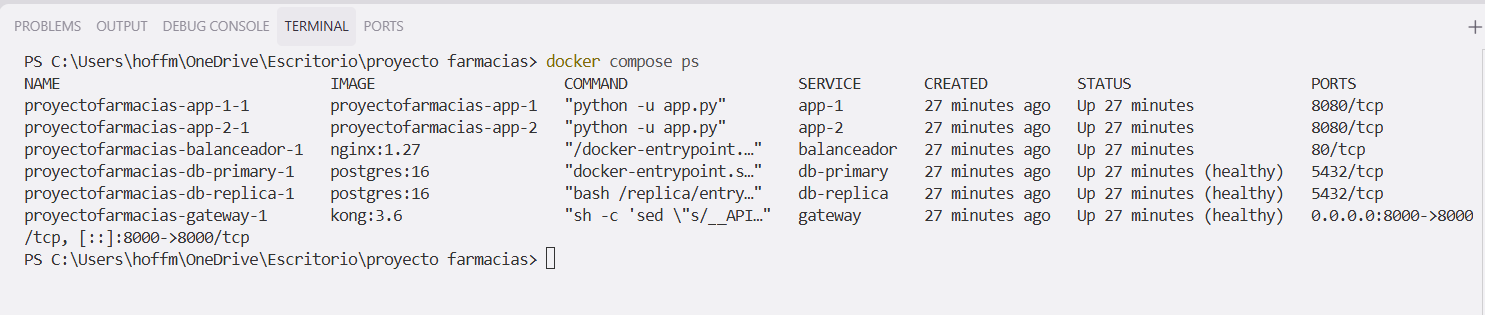 PROBLEMS OUTPUT DEBUG CONSOLE TERMINAL PORTS
PS C:\Users\hoffm\OneDrive\Escritorio\proyecto farmacias> docker compose ps
NAME IMAGE COMMAND SERVICE CREATED STATUS PORTS
proyectofarmacias-app-1-1 proyectofarmacias-app-1 "python -u app.py" app-1 27 minutes ago Up 27 minutes 8080/tcp
proyectofarmacias-app-2-1 proyectofarmacias-app-2 "python -u app.py" app-2 27 minutes ago Up 27 minutes 8080/tcp
proyectofarmacias-balanceador-1 nginx:1.27 "/docker-entrypoint.…" balanceador 27 minutes ago Up 27 minutes 80/tcp
proyectofarmacias-db-primary-1 postgres:16 "docker-entrypoint.s…" db-primary 27 minutes ago Up 27 minutes (healthy) 5432/tcp
proyectofarmacias-db-replica-1 postgres:16 "bash /replica/entry…" db-replica 27 minutes ago Up 27 minutes (healthy) 5432/tcp
proyectofarmacias-gateway-1 kong:3.6 "sh -c 'sed \"s/__API…" gateway 27 minutes ago Up 27 minutes (healthy) 0.0.0.0:8000->8000
/tcp, [::]:8000->8000/tcp
PS C:\Users\hoffm\OneDrive\Escritorio\proyecto farmacias>